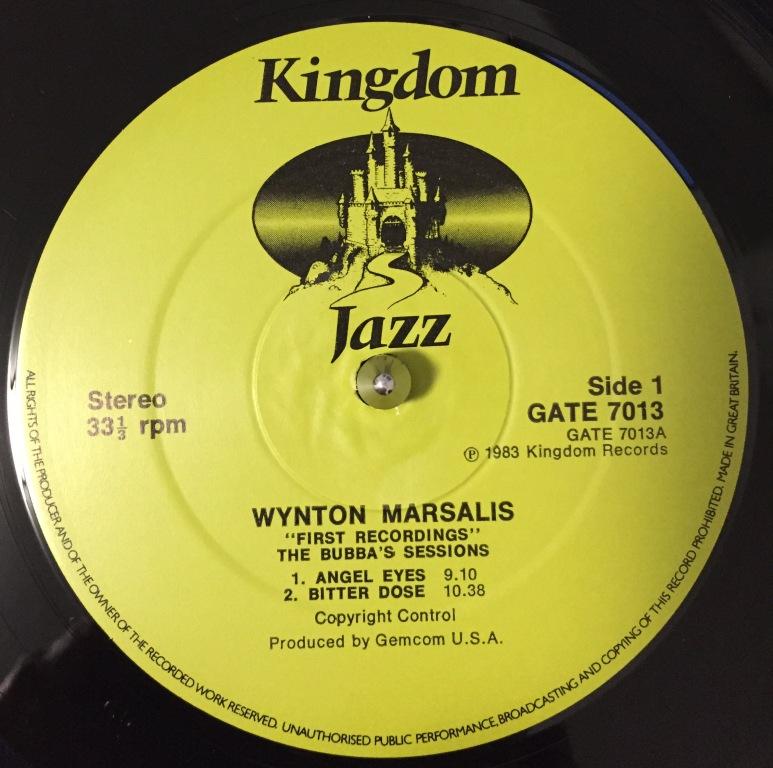 Kingdom
Jazz
Stereo
33⅓ rpm
Side 1
GATE 7013
GATE 7013A
℗ 1983 Kingdom Records
WYNTON MARSALIS
"FIRST RECORDINGS"
THE BUBBA'S SESSIONS
1. ANGEL EYES 9.10
2. BITTER DOSE 10.38
Copyright Control
Produced by Gemcom U.S.A.
ALL RIGHTS OF THE PRODUCER AND OF THE OWNER OF THE RECORDED WORK RESERVED. UNAUTHORISED PUBLIC PERFORMANCE, BROADCASTING AND COPYING OF THIS RECORD PROHIBITED. MADE IN GREAT BRITAIN.